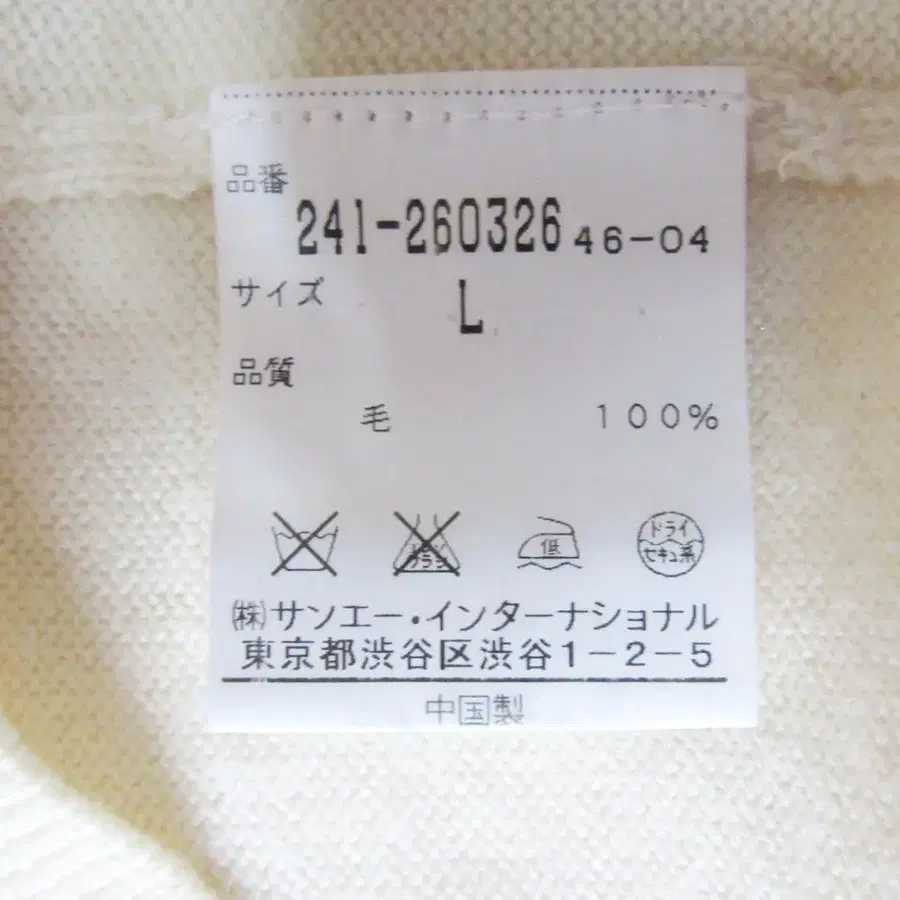 品番
241-260326 46-04
サイズ
L
品質
毛 100%
低
ドライ
セキュ系
㈱サンエー・インターナショナル
東京都渋谷区渋谷1-2-5
中国製